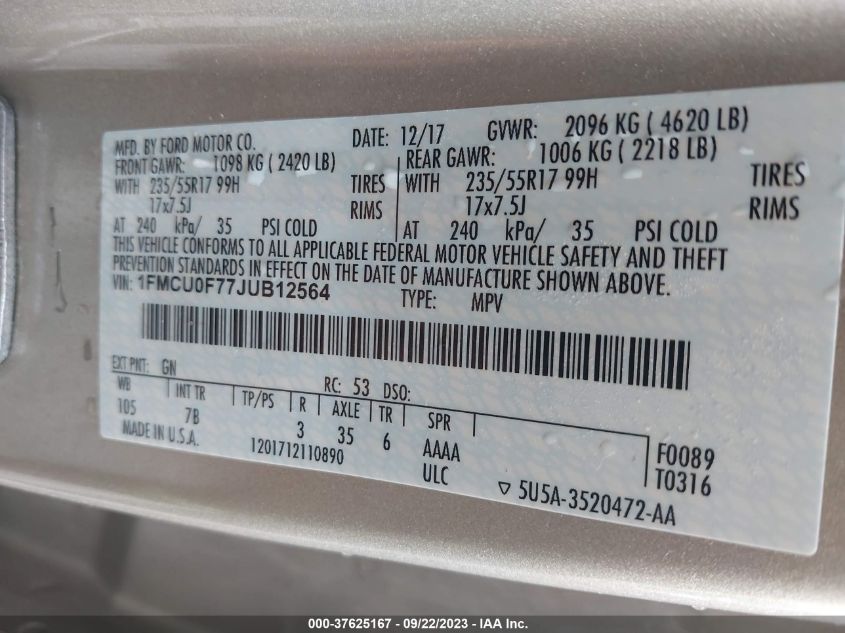 MFD. BY FORD MOTOR CO. DATE: 12/17 GVWR: 2096 KG ( 4620 LB)
FRONT GAWR: 1098 KG ( 2420 LB) REAR GAWR: 1006 KG ( 2218 LB)
WITH 235/55R17 99H TIRES WITH 235/55R17 99H TIRES
17x7.5J RIMS 17x7.5J RIMS
AT 240 kPa/ 35 PSI COLD AT 240 kPa/ 35 PSI COLD
THIS VEHICLE CONFORMS TO ALL APPLICABLE FEDERAL MOTOR VEHICLE SAFETY AND THEFT
PREVENTION STANDARDS IN EFFECT ON THE DATE OF MANUFACTURE SHOWN ABOVE.
VIN: 1FMCU0F77JUB12564 TYPE: MPV
EXT PNT: GN RC: 53 DSO:
WB INT TR TP/PS R AXLE TR SPR
105 7B 3 35 6 AAAA F0089
MADE IN U.S.A. 1201712110890 ULC T0316
▽ 5U5A-3520472-AA
000-37625167 - 09/22/2023 - IAA Inc.